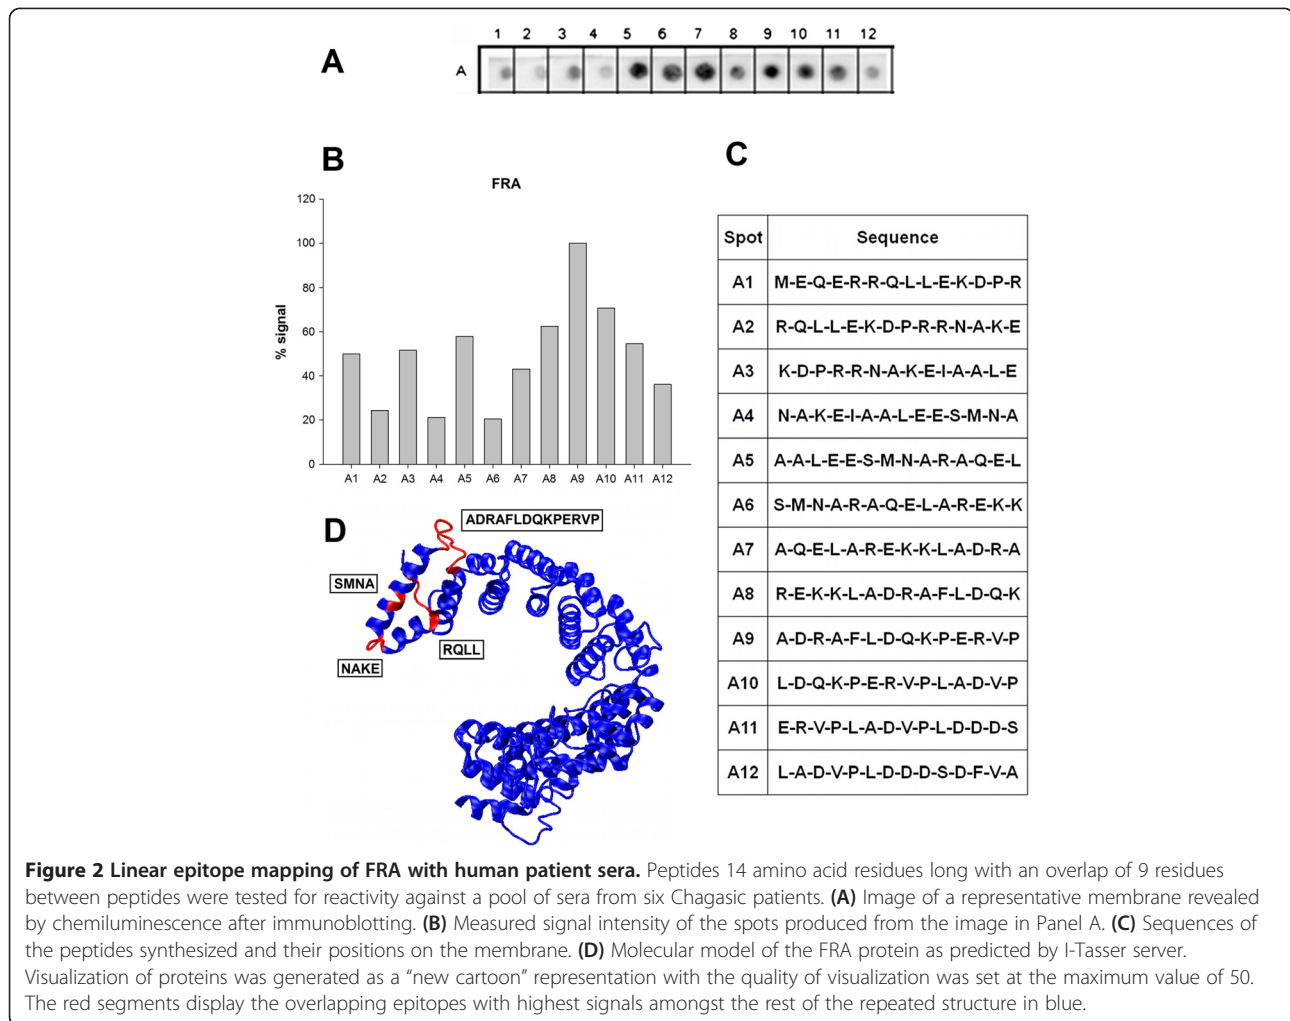 A
1 2 3 4 5 6 7 8 9 10 11 12
A
B
FRA
% signal
120
100
80
60
40
20
0
A1 A2 A3 A4 A5 A6 A7 A8 A9 A10 A11 A12
C
Spot Sequence
A1 M-E-Q-E-R-R-Q-L-L-E-K-D-P-R
A2 R-Q-L-L-E-K-D-P-R-R-N-A-K-E
A3 K-D-P-R-R-N-A-K-E-I-A-A-L-E
A4 N-A-K-E-I-A-A-L-E-E-S-M-N-A
A5 A-A-L-E-E-S-M-N-A-R-A-Q-E-L
A6 S-M-N-A-R-A-Q-E-L-A-R-E-K-K
A7 A-Q-E-L-A-R-E-K-K-L-A-D-R-A
A8 R-E-K-K-L-A-D-R-A-F-L-D-Q-K
A9 A-D-R-A-F-L-D-Q-K-P-E-R-V-P
A10 L-D-Q-K-P-E-R-V-P-L-A-D-V-P
A11 E-R-V-P-L-A-D-V-P-L-D-D-D-S
A12 L-A-D-V-P-L-D-D-D-S-D-F-V-A
D
ADRAFLDQKPERVP
SMNA
RQLL
NAKE
Figure 2 Linear epitope mapping of FRA with human patient sera. Peptides 14 amino acid residues long with an overlap of 9 residues
between peptides were tested for reactivity against a pool of sera from six Chagasic patients. (A) Image of a representative membrane revealed
by chemiluminescence after immunoblotting. (B) Measured signal intensity of the spots produced from the image in Panel A. (C) Sequences of
the peptides synthesized and their positions on the membrane. (D) Molecular model of the FRA protein as predicted by I-Tasser server.
Visualization of proteins was generated as a “new cartoon” representation with the quality of visualization was set at the maximum value of 50.
The red segments display the overlapping epitopes with highest signals amongst the rest of the repeated structure in blue.